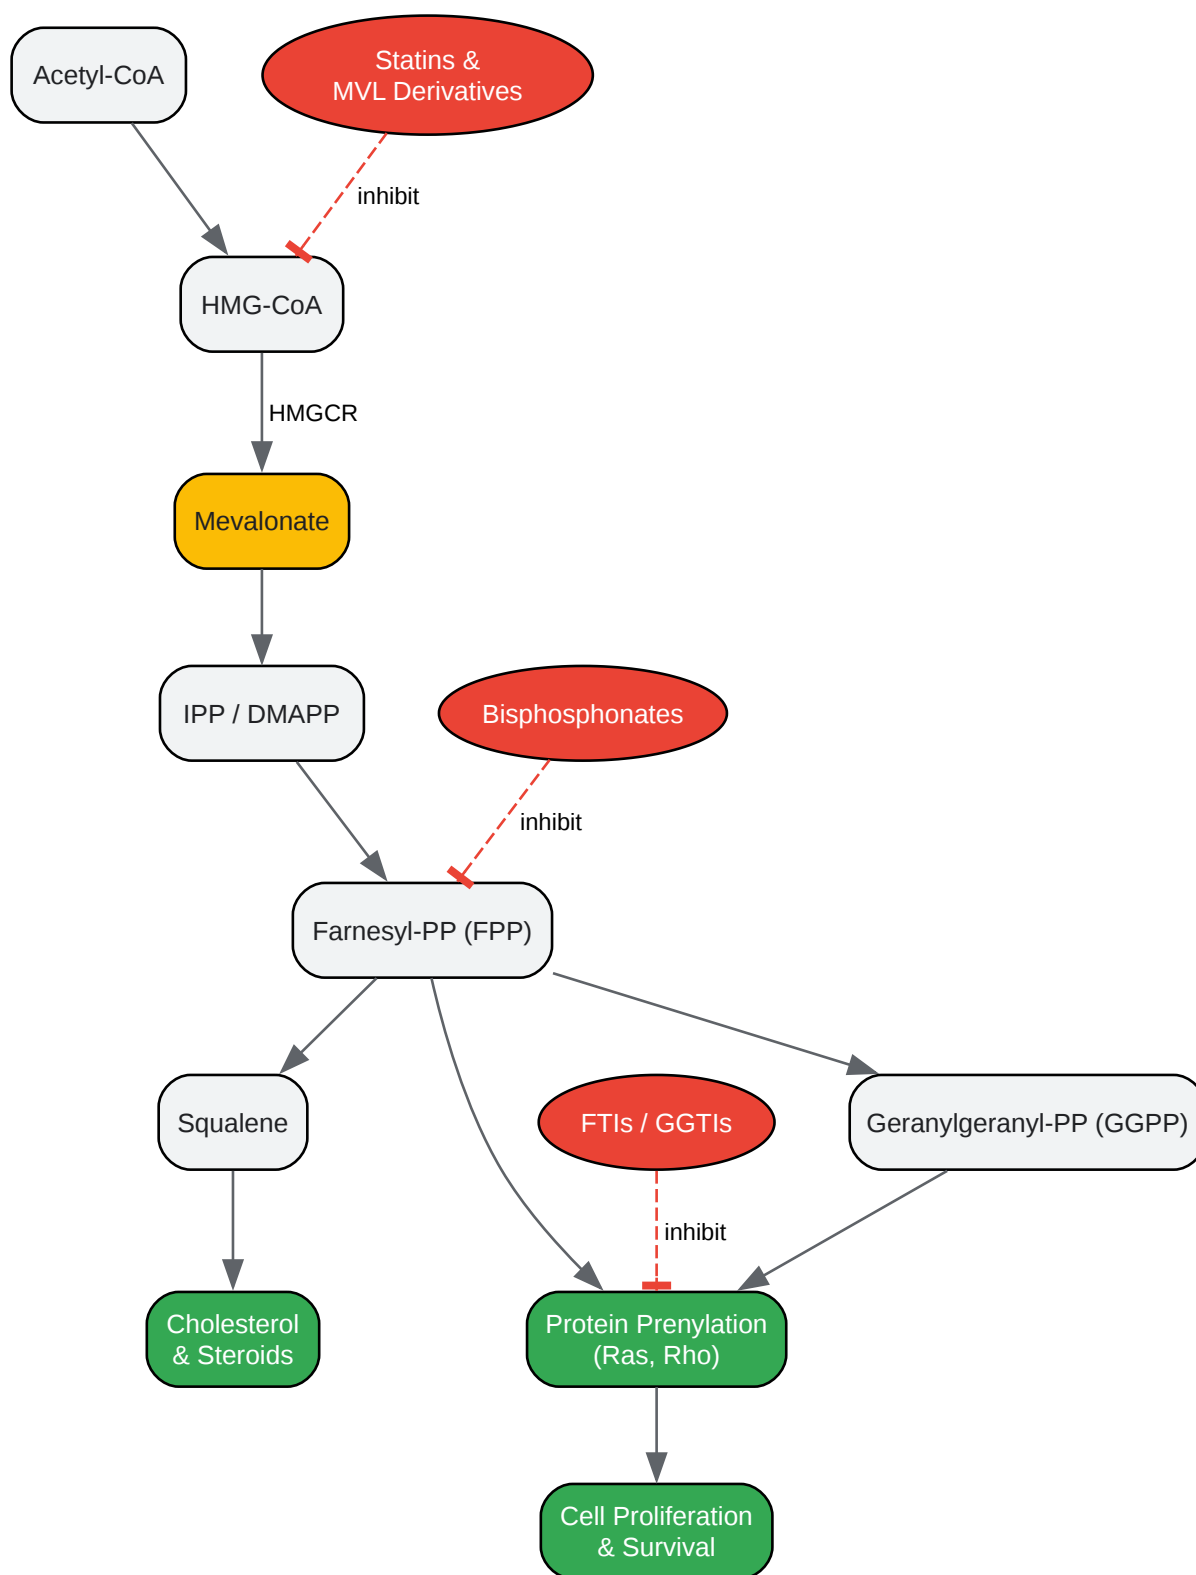 Acetyl-CoA
Statins &
MVL Derivatives
inhibit
HMG-CoA
HMGCR
Mevalonate
IPP / DMAPP
Bisphosphonates
inhibit
Farnesyl-PP (FPP)
Squalene
FTIs / GGTIs
Geranylgeranyl-PP (GGPP)
inhibit
Cholesterol
& Steroids
Protein Prenylation
(Ras, Rho)
Cell Proliferation
& Survival